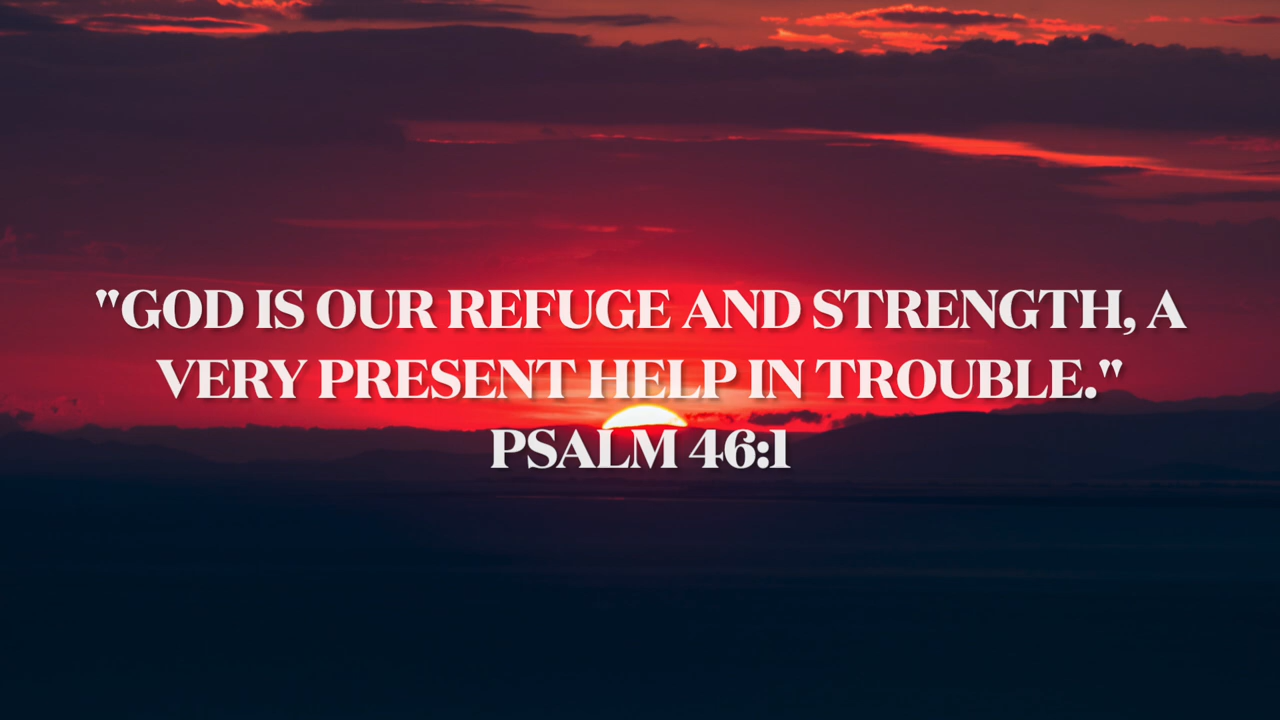 "GOD IS OUR REFUGE AND STRENGTH, A
VERY PRESENT HELP IN TROUBLE."
PSALM 46:1